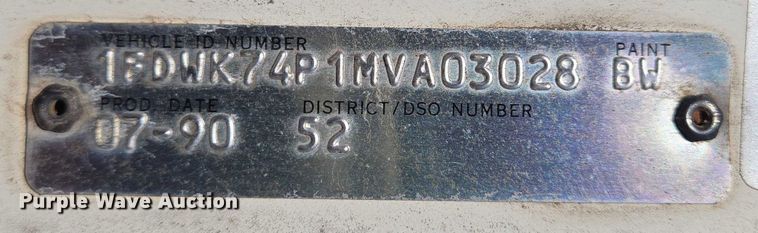 VEHICLE ID NUMBER PAINT
1FDWK74P1MVA03028 BW
PROD. DATE DISTRICT/DSO NUMBER
07-90 52
Purple Wave Auction